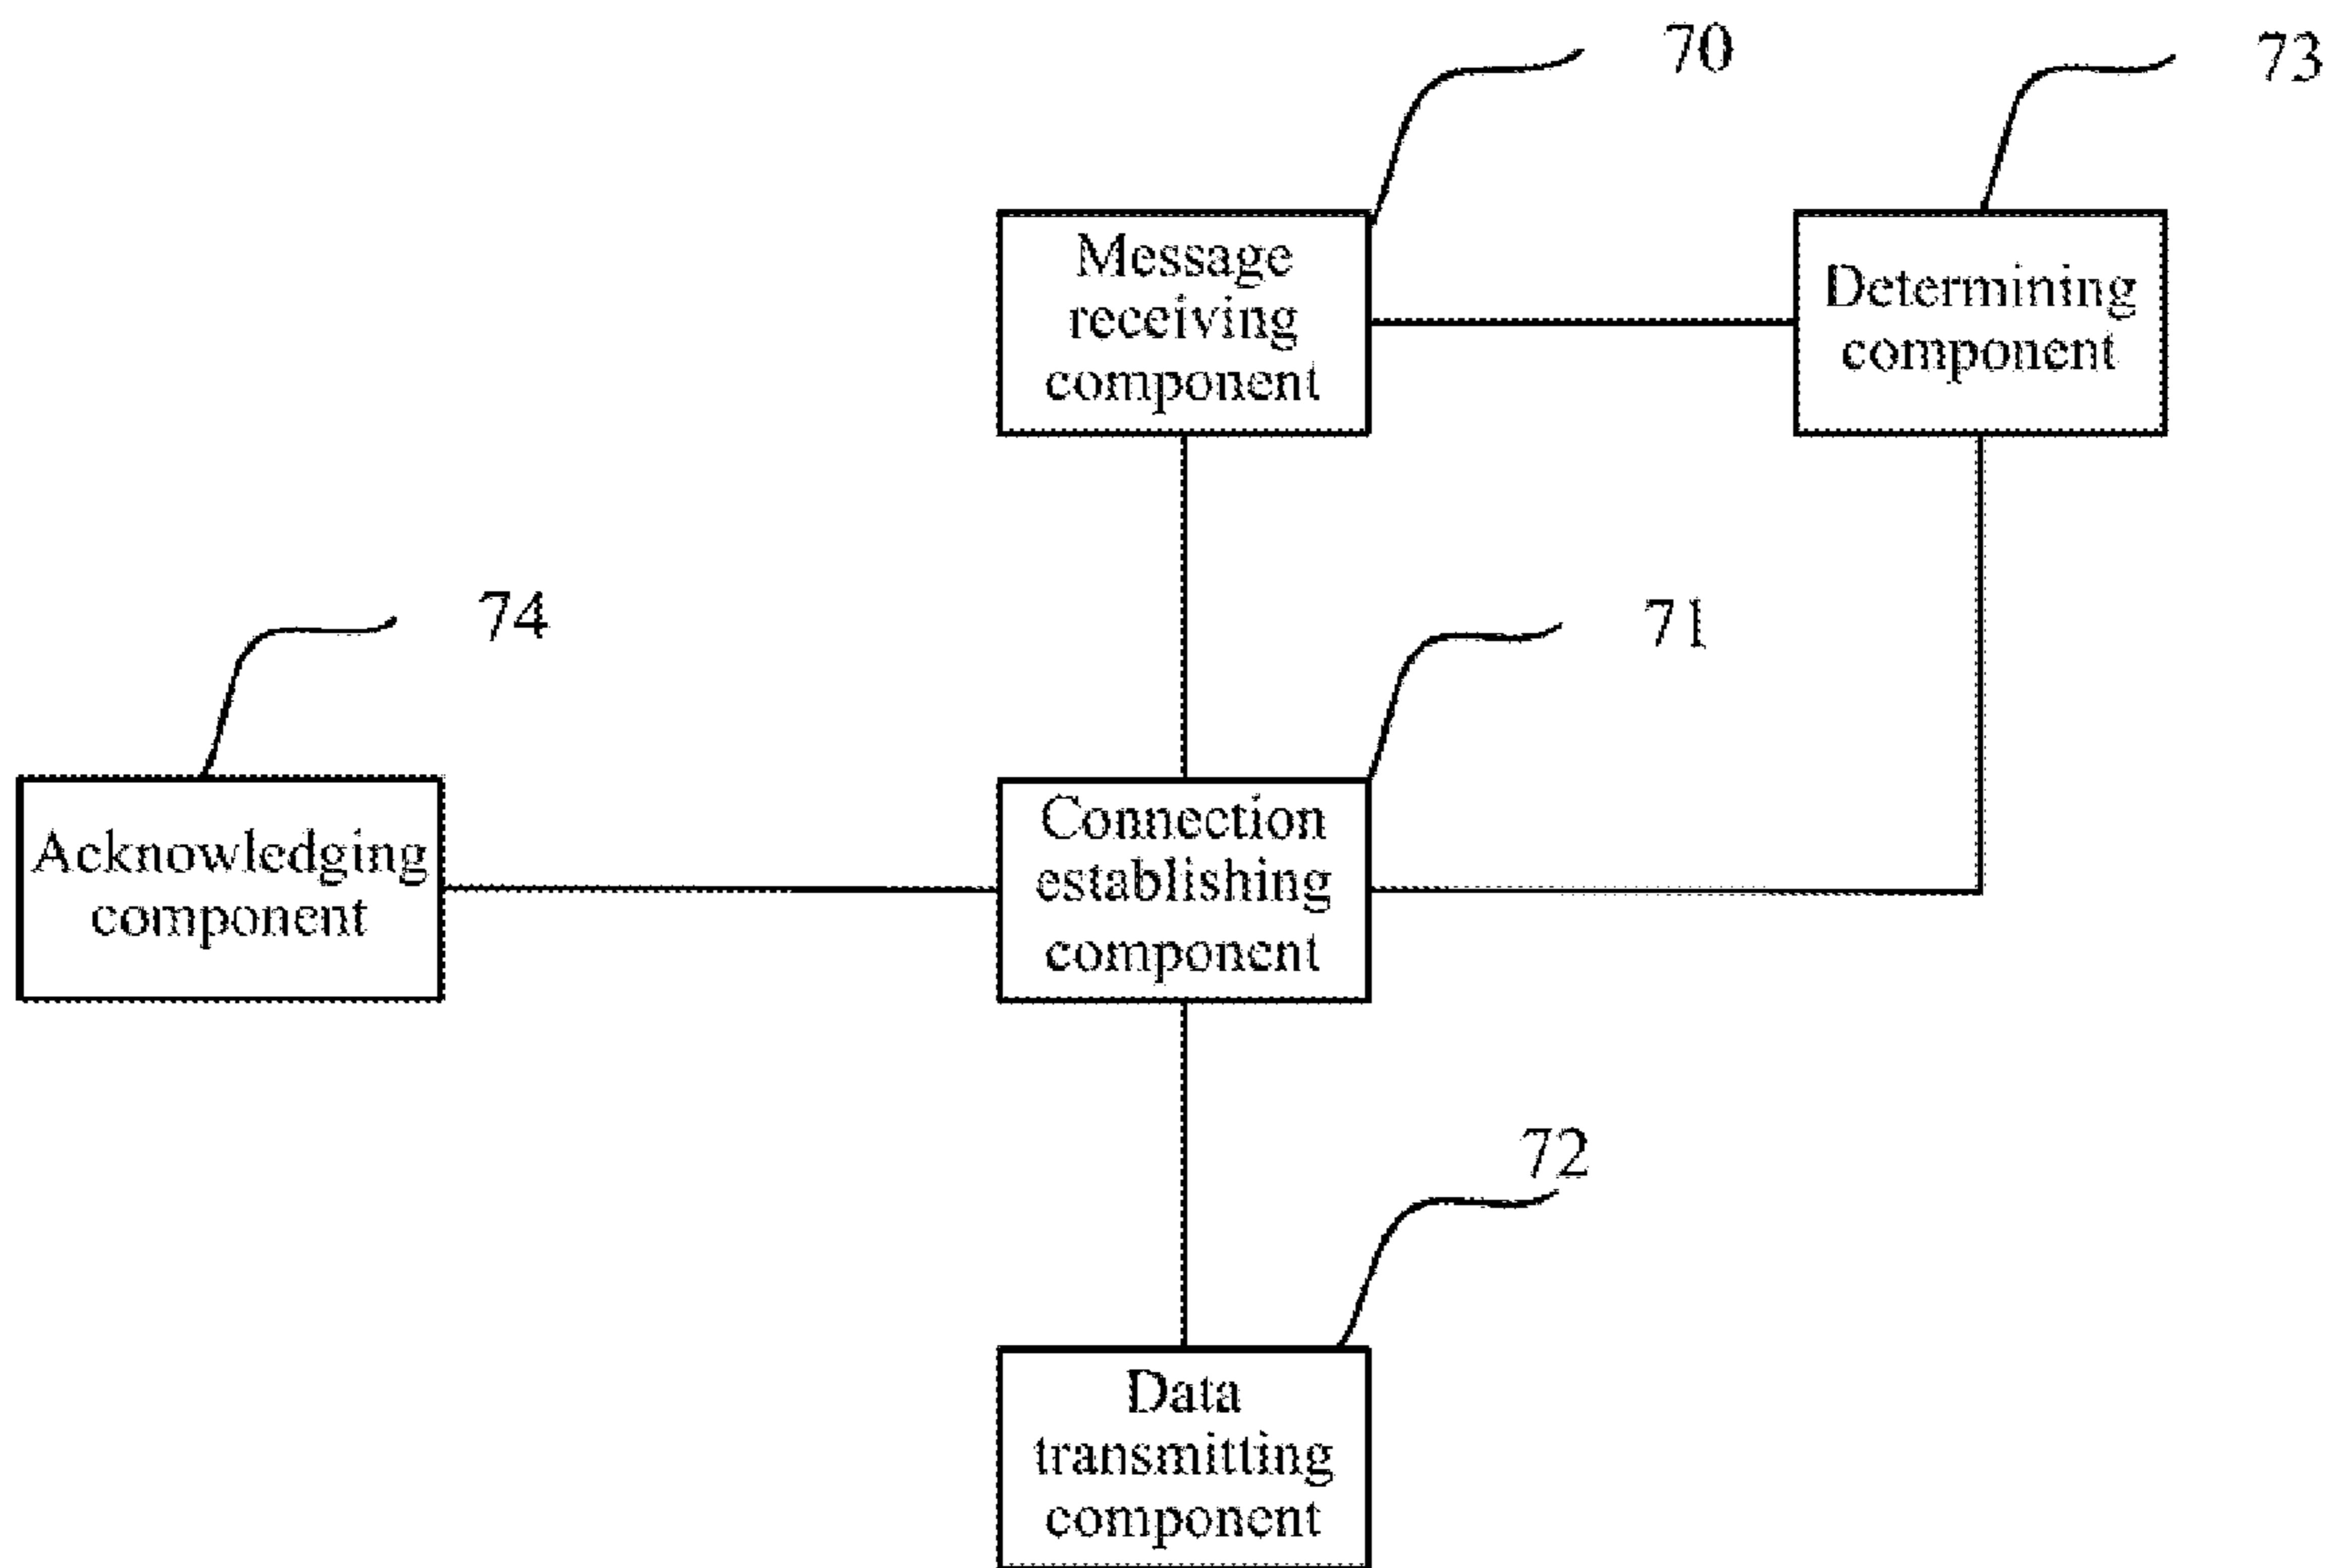 70
73
Message
receiving
component
Determining
component
74
71
Acknowledging
component
Connection
establishing
component
72
Data
transmitting
component